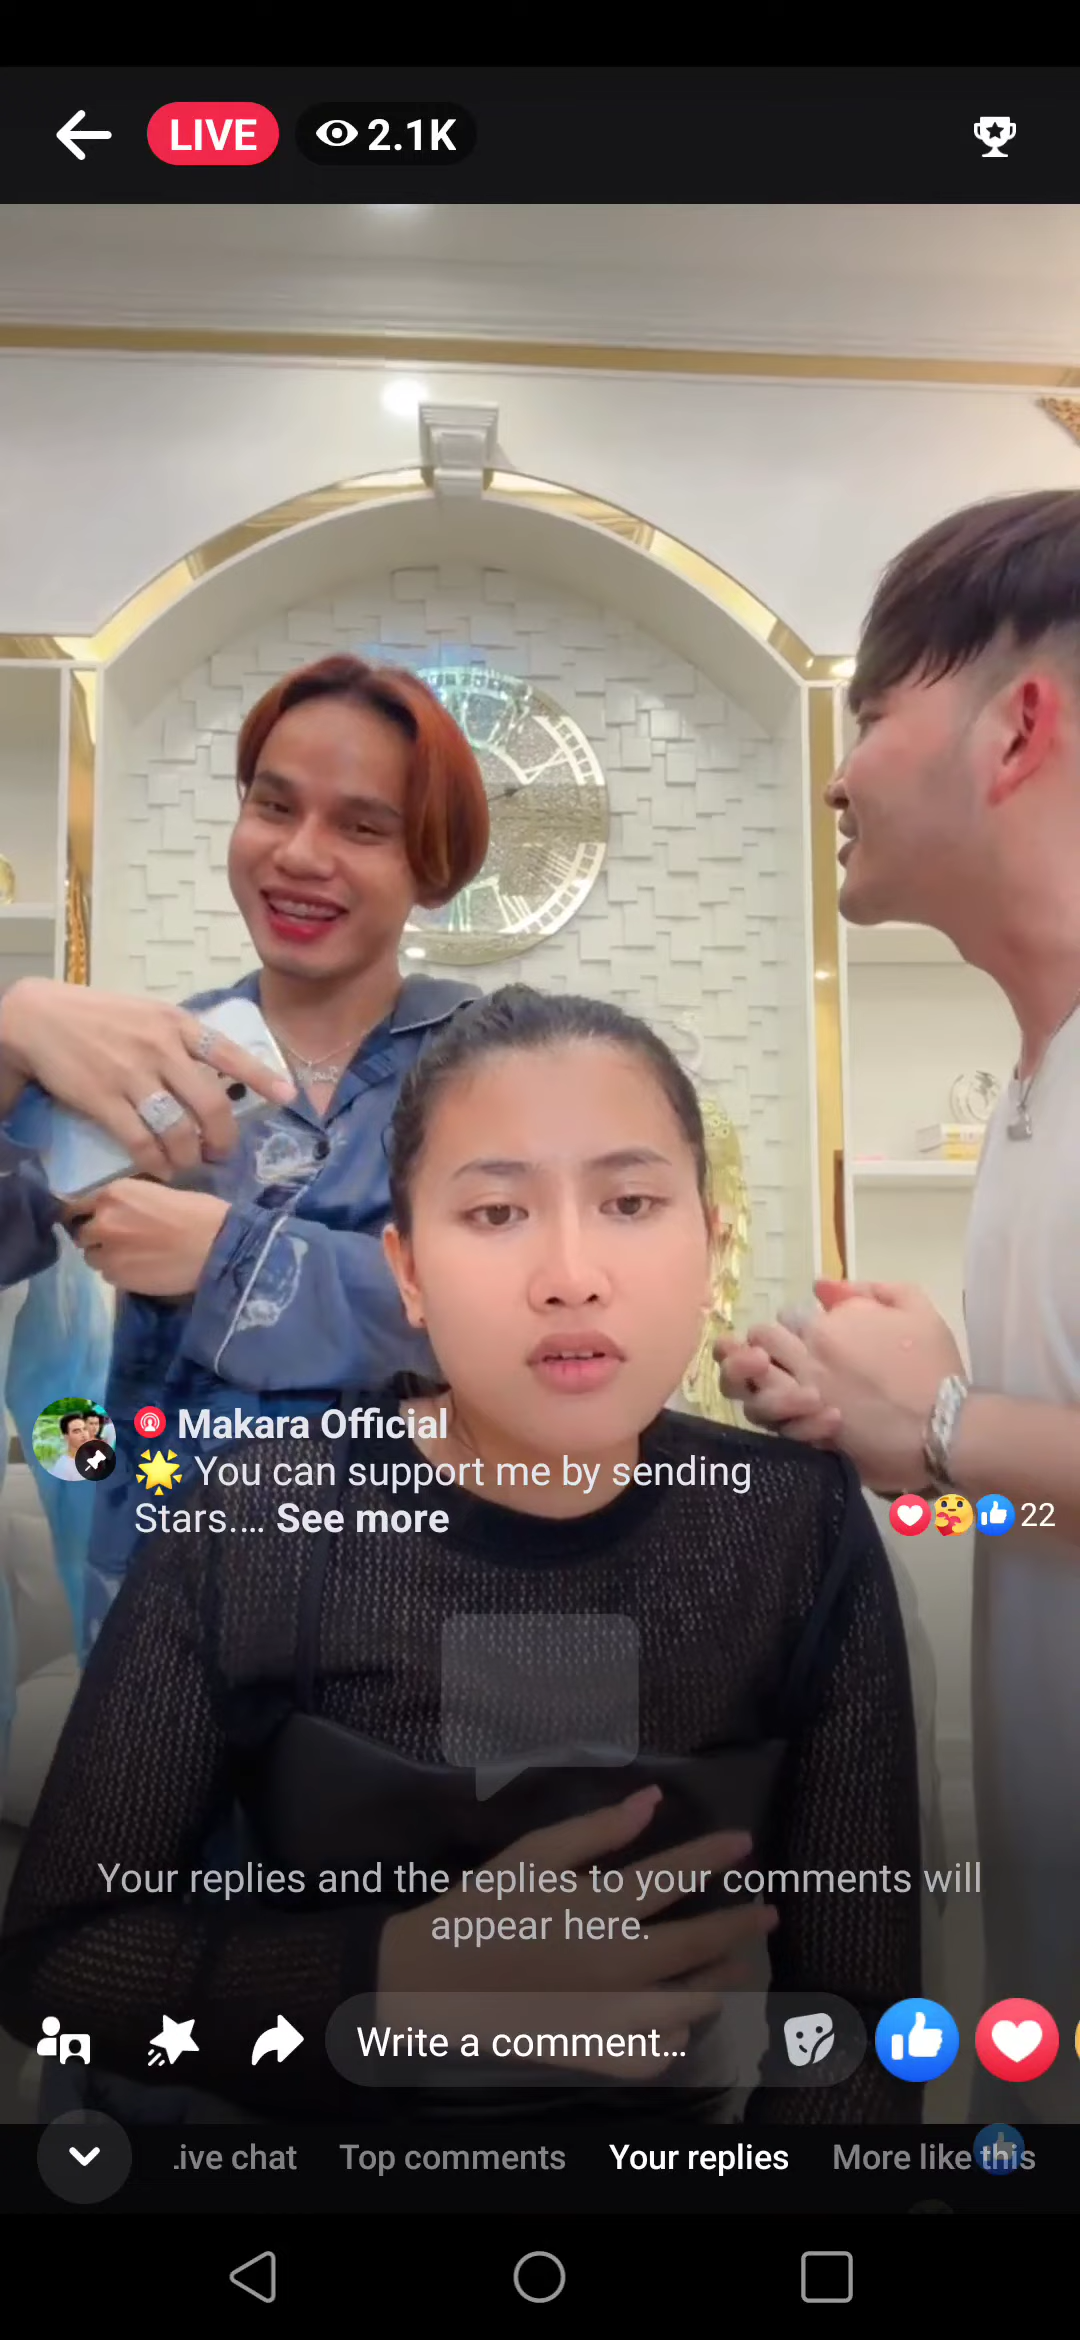 LIVE 2.1K
Makara Official
🌟 You can support me by sending
Stars.... See more
22
Your replies and the replies to your comments will
appear here.
Write a comment...
ive chat Top comments Your replies More like this